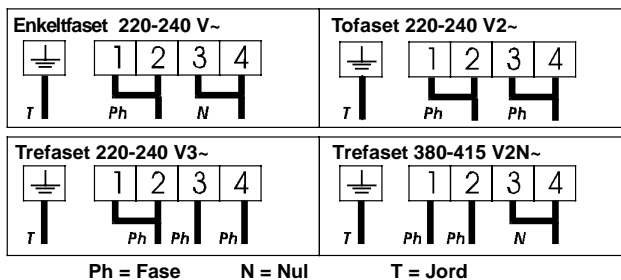 Enkeltfaset 220-240 V~
1 2 3 4
T Ph N
Tofaset 220-240 V2~
1 2 3 4
T Ph Ph
Trefaset 220-240 V3~
1 2 3 4
T Ph Ph Ph
Trefaset 380-415 V2N~
1 2 3 4
T Ph Ph N
Ph = Fase N = Nul T = Jord